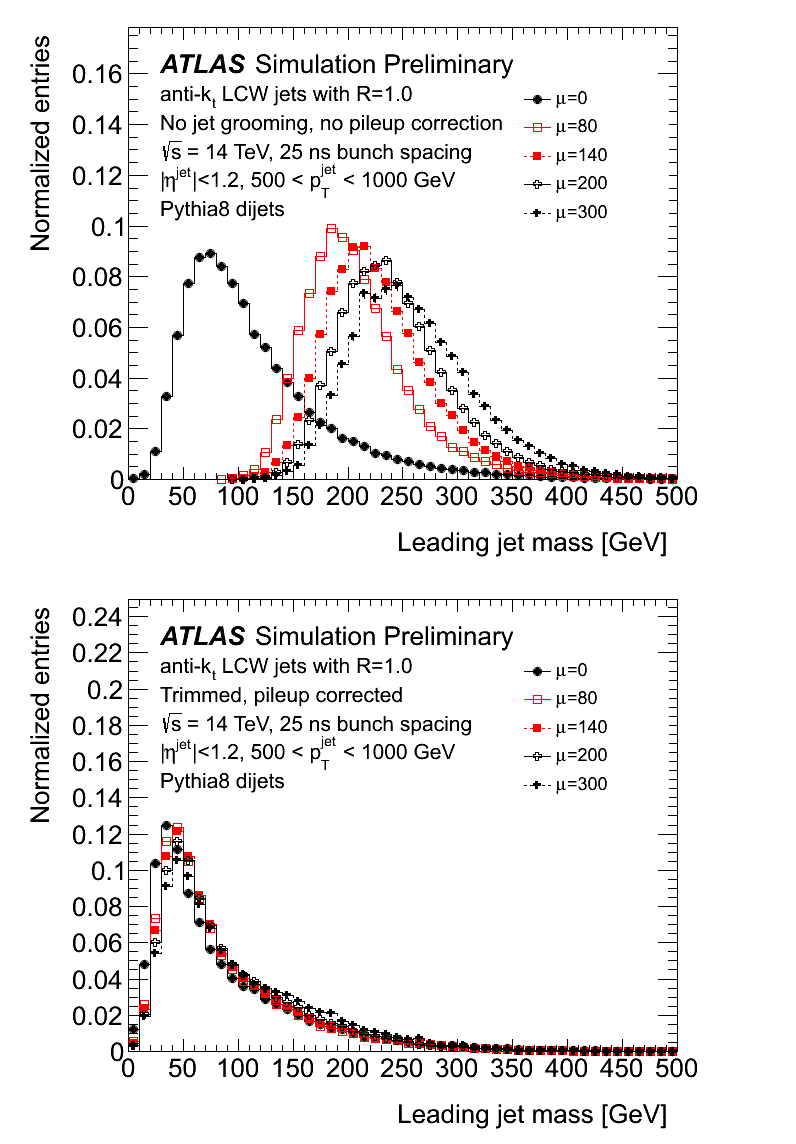 Normalized entries
0.16
0.14
0.12
0.1
0.08
0.06
0.04
0.02
0
ATLAS Simulation Preliminary
anti-kt LCW jets with R=1.0
No jet grooming, no pileup correction
√s = 14 TeV, 25 ns bunch spacing
|η^jet|<1.2, 500 < p_T^jet < 1000 GeV
Pythia8 dijets
μ=0
μ=80
μ=140
μ=200
μ=300
0 50 100 150 200 250 300 350 400 450 500
Leading jet mass [GeV]
Normalized entries
0.24
0.22
0.2
0.18
0.16
0.14
0.12
0.1
0.08
0.06
0.04
0.02
0
ATLAS Simulation Preliminary
anti-kt LCW jets with R=1.0
Trimmed, pileup corrected
√s = 14 TeV, 25 ns bunch spacing
|η^jet|<1.2, 500 < p_T^jet < 1000 GeV
Pythia8 dijets
μ=0
μ=80
μ=140
μ=200
μ=300
0 50 100 150 200 250 300 350 400 450 500
Leading jet mass [GeV]